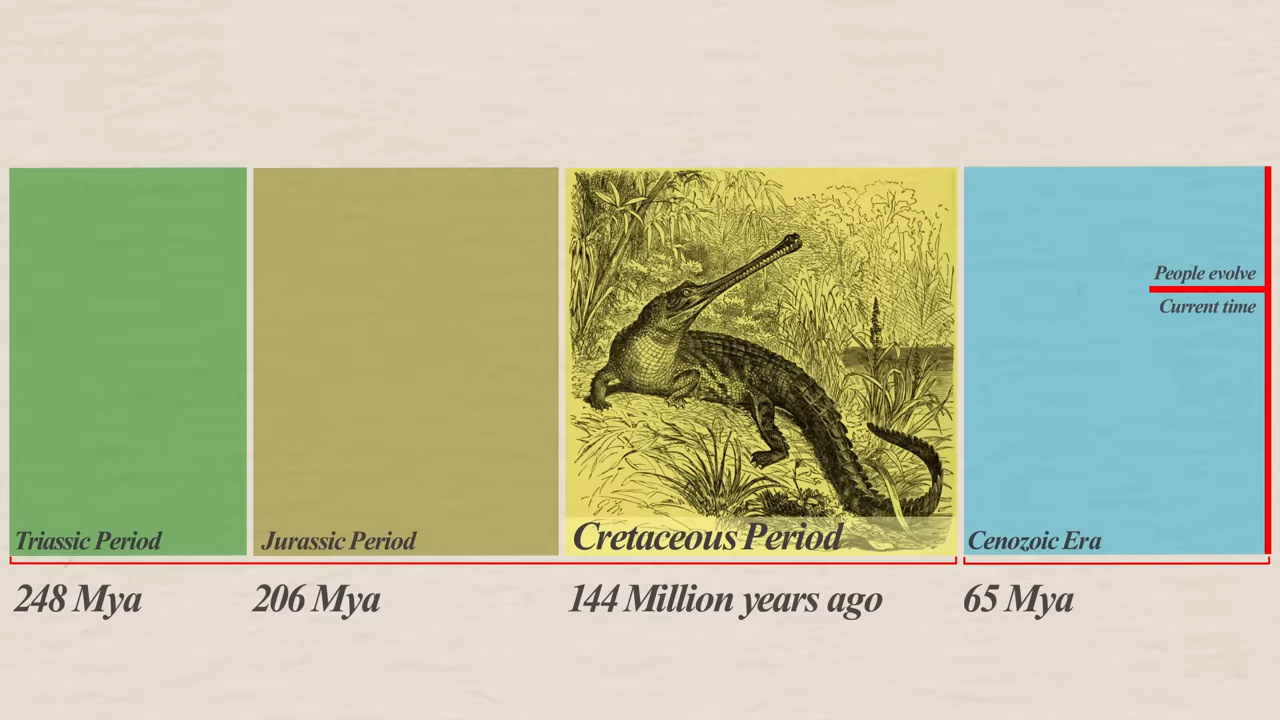 People evolve
Current time
Triassic Period
Jurassic Period
Cretaceous Period
Cenozoic Era
248 Mya
206 Mya
144 Million years ago
65 Mya